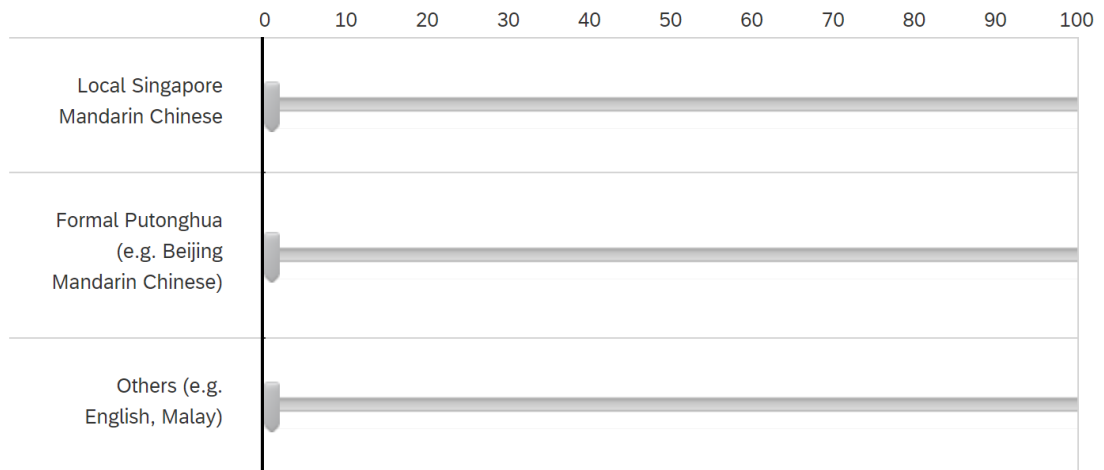 0 10 20 30 40 50 60 70 80 90 100
Local Singapore
Mandarin Chinese
Formal Putonghua
(e.g. Beijing
Mandarin Chinese)
Others (e.g.
English, Malay)